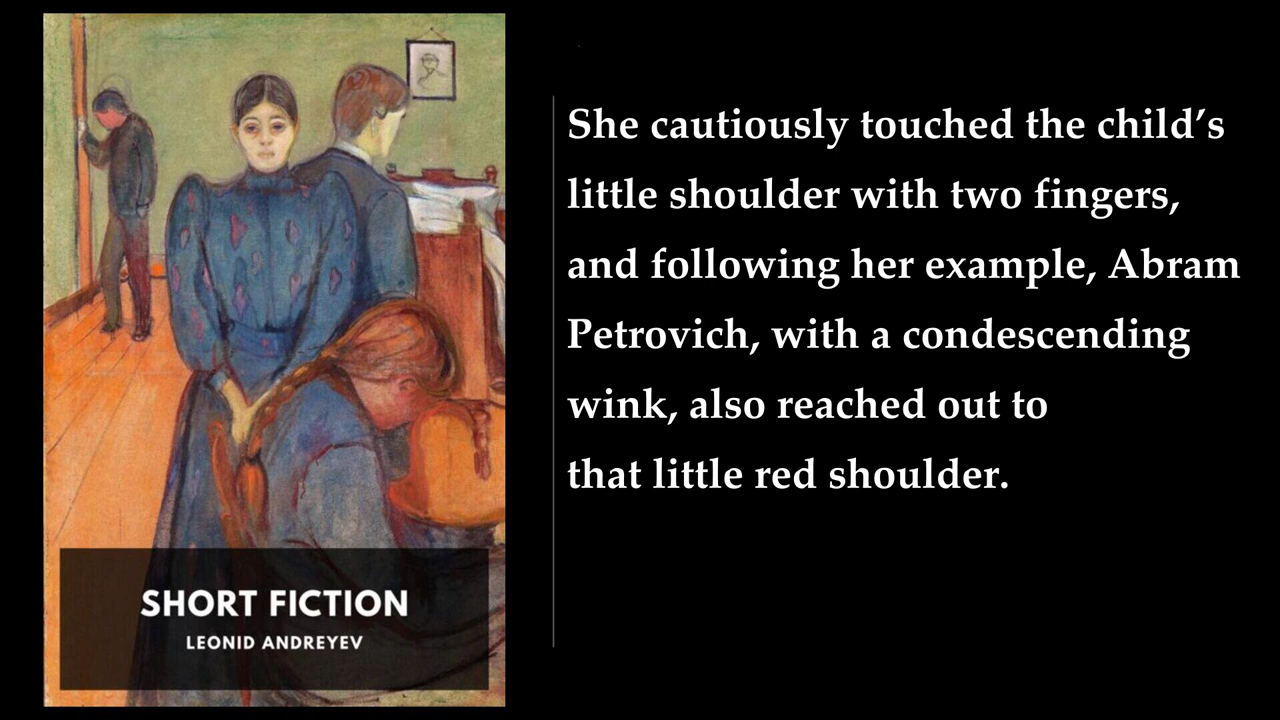 SHORT FICTION
LEONID ANDREYEV
She cautiously touched the child’s
little shoulder with two fingers,
and following her example, Abram
Petrovich, with a condescending
wink, also reached out to
that little red shoulder.